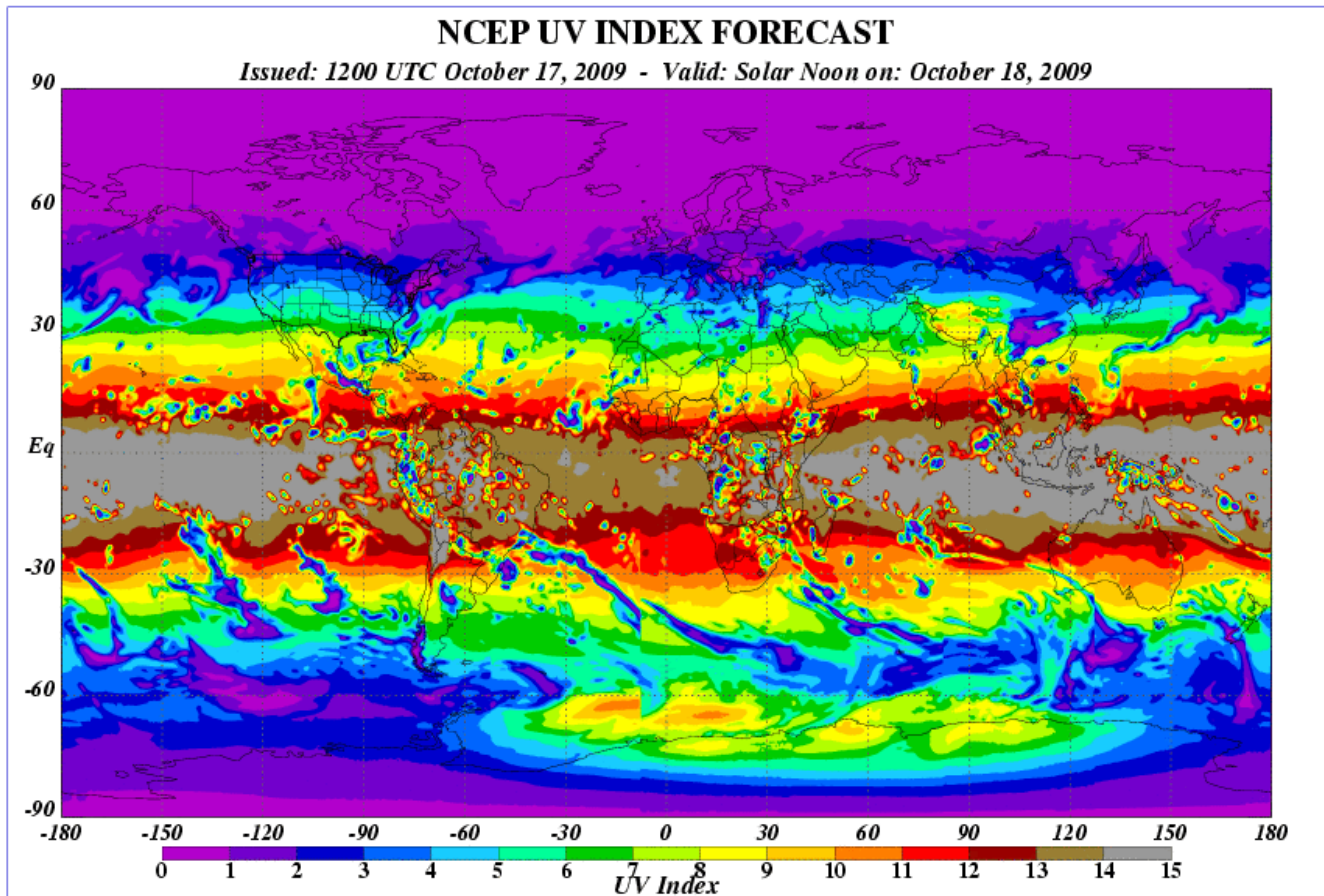 NCEP UV INDEX FORECAST
Issued: 1200 UTC October 17, 2009 - Valid: Solar Noon on: October 18, 2009
90
60
30
Eq
-30
-60
-90
-180 -150 -120 -90 -60 -30 0 30 60 90 120 150 180
0 1 2 3 4 5 6 7 8 9 10 11 12 13 14 15
UV Index